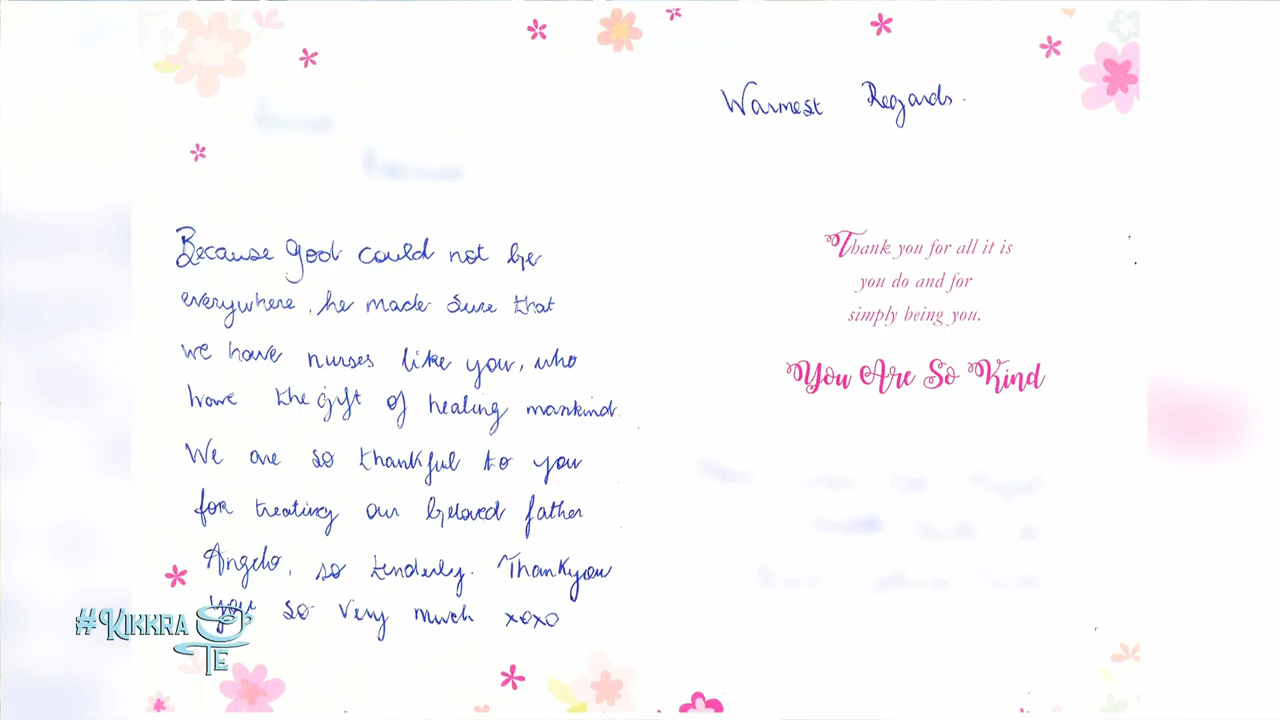 Because God could not be
everywhere, he made sure that
we have nurses like you, who
have the gift of healing mankind.
We are so thankful to you
for treating our beloved father
Angelo, so tenderly. Thankyou
you so very much xoxo
Warmest Regards.
Thank you for all it is
you do and for
simply being you.
You Are So Kind
#KIKKRA
TE